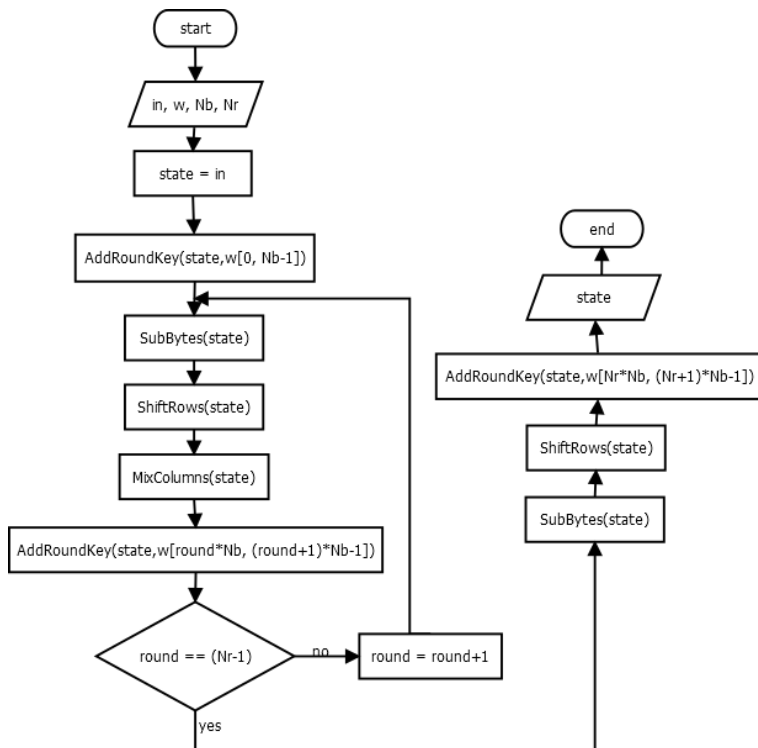 start
in, w, Nb, Nr
state = in
AddRoundKey(state,w[0, Nb-1])
SubBytes(state)
ShiftRows(state)
MixColumns(state)
AddRoundKey(state,w[round*Nb, (round+1)*Nb-1])
round == (Nr-1)
no
round = round+1
yes
SubBytes(state)
ShiftRows(state)
AddRoundKey(state,w[Nr*Nb, (Nr+1)*Nb-1])
state
end